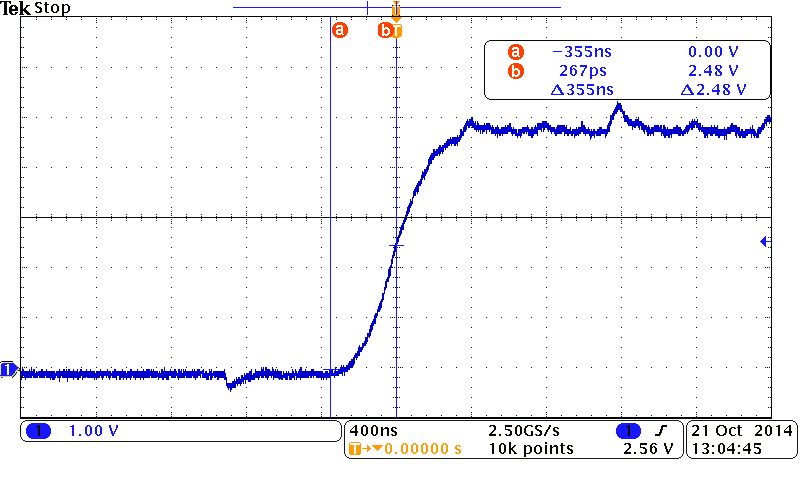 Tek Stop
T
a b T
a −355ns 0.00 V
b 267ps 2.48 V
Δ355ns Δ2.48 V
T
1 1.00 V
400ns 2.50GS/s 1 21 Oct 2014
T→▼0.00000 s 10k points 2.56 V 13:04:45